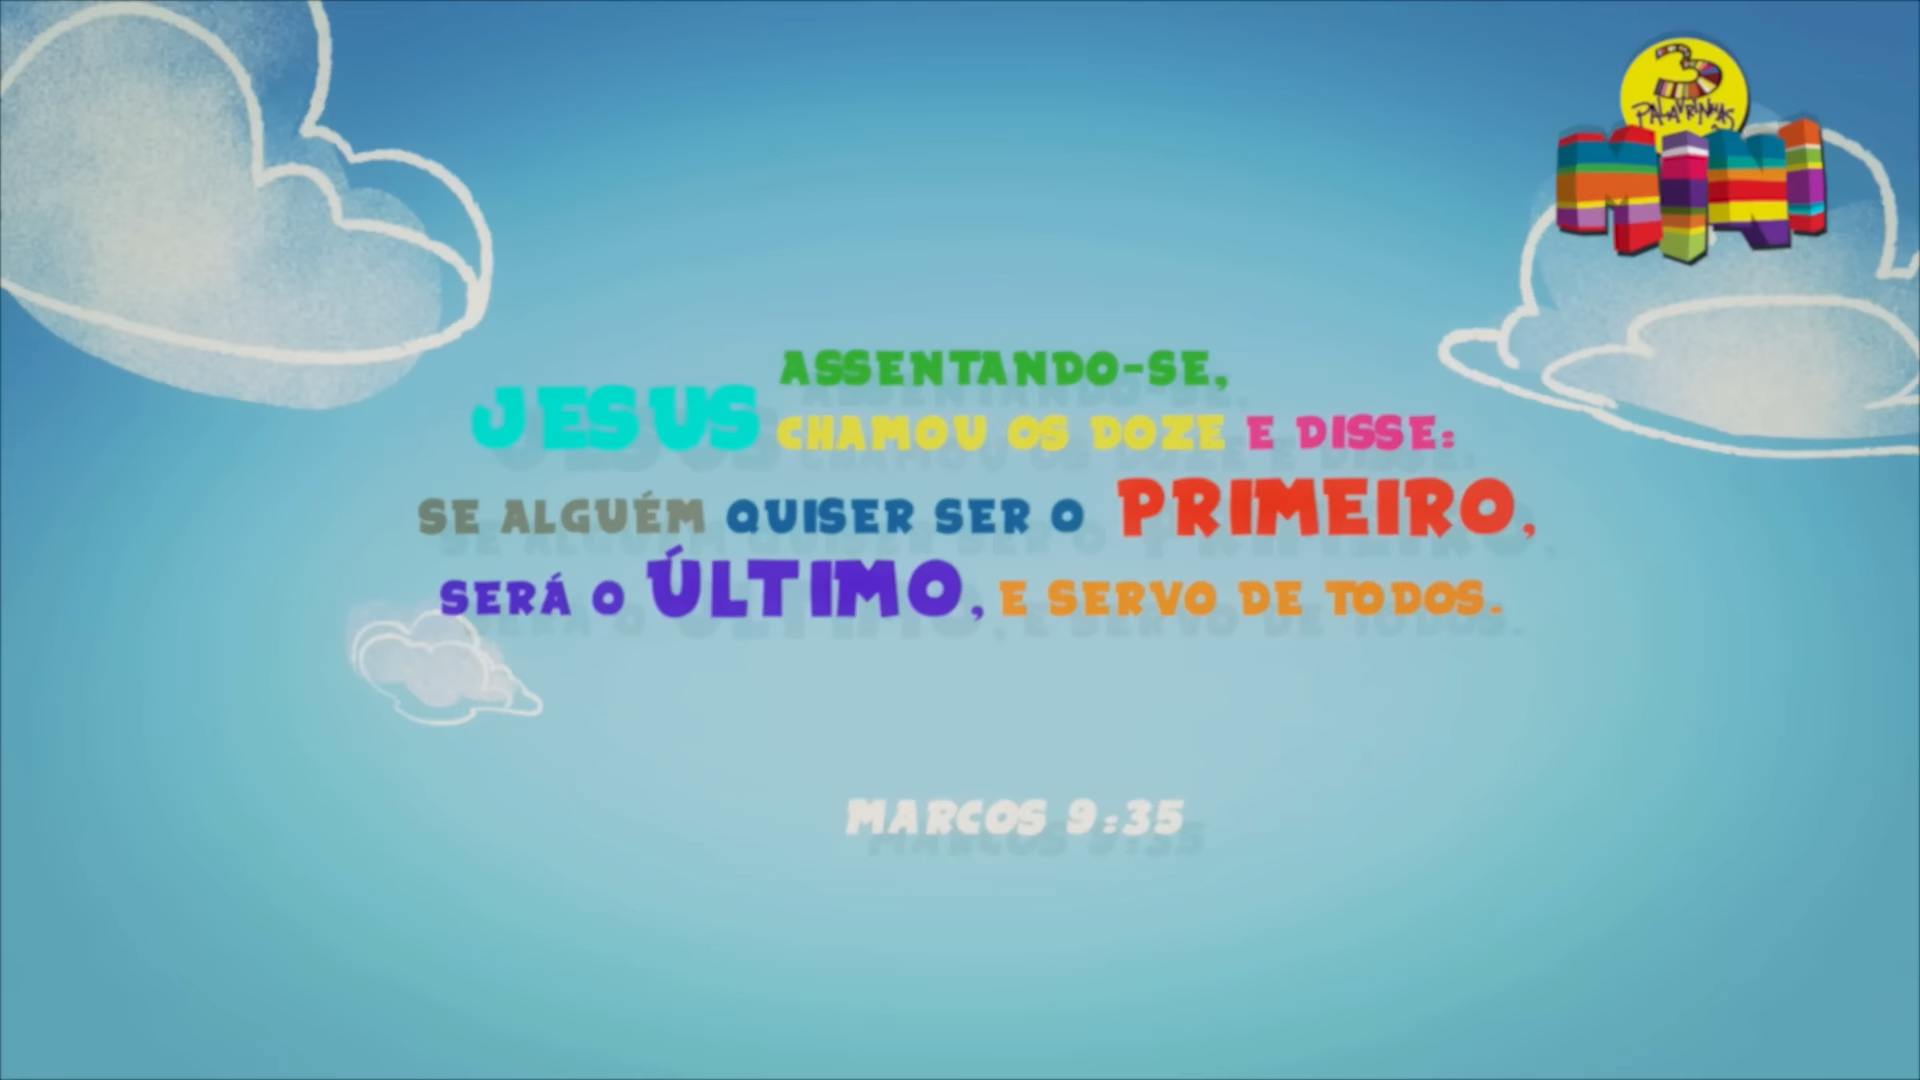 3
PALAVRINHAS
MINI
ASSENTANDO-SE,
JESUS CHAMOU OS DOZE E DISSE:
SE ALGUÉM QUISER SER O PRIMEIRO,
SERÁ O ÚLTIMO, E SERVO DE TODOS.
MARCOS 9:35